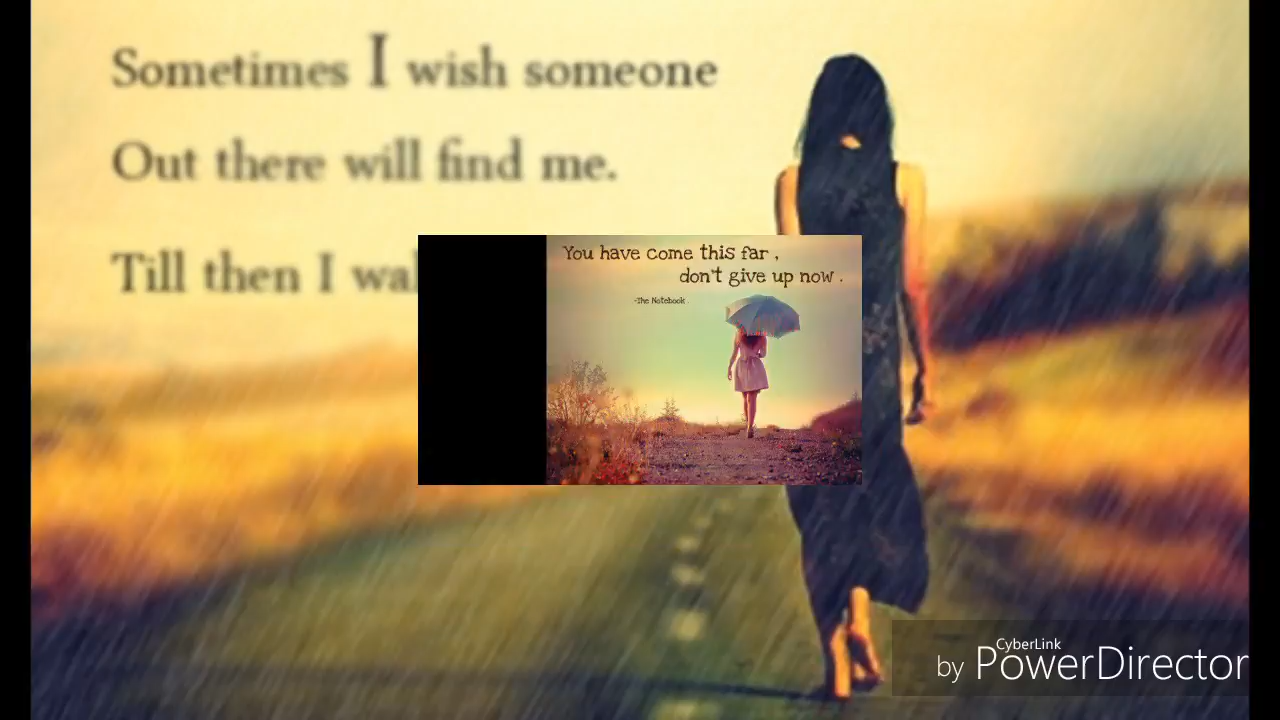 Sometimes I wish someone
Out there will find me.
Till then I wal
You have come this far ,
don't give up now .
-The Notebook .
CyberLink
by PowerDirector